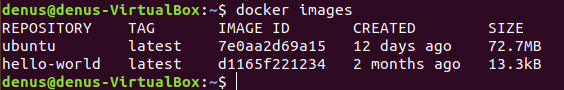 denus@denus-VirtualBox:~$ docker images
REPOSITORY    TAG       IMAGE ID       CREATED        SIZE
ubuntu        latest    7e0aa2d69a15   12 days ago    72.7MB
hello-world   latest    d1165f221234   2 months ago   13.3kB
denus@denus-VirtualBox:~$